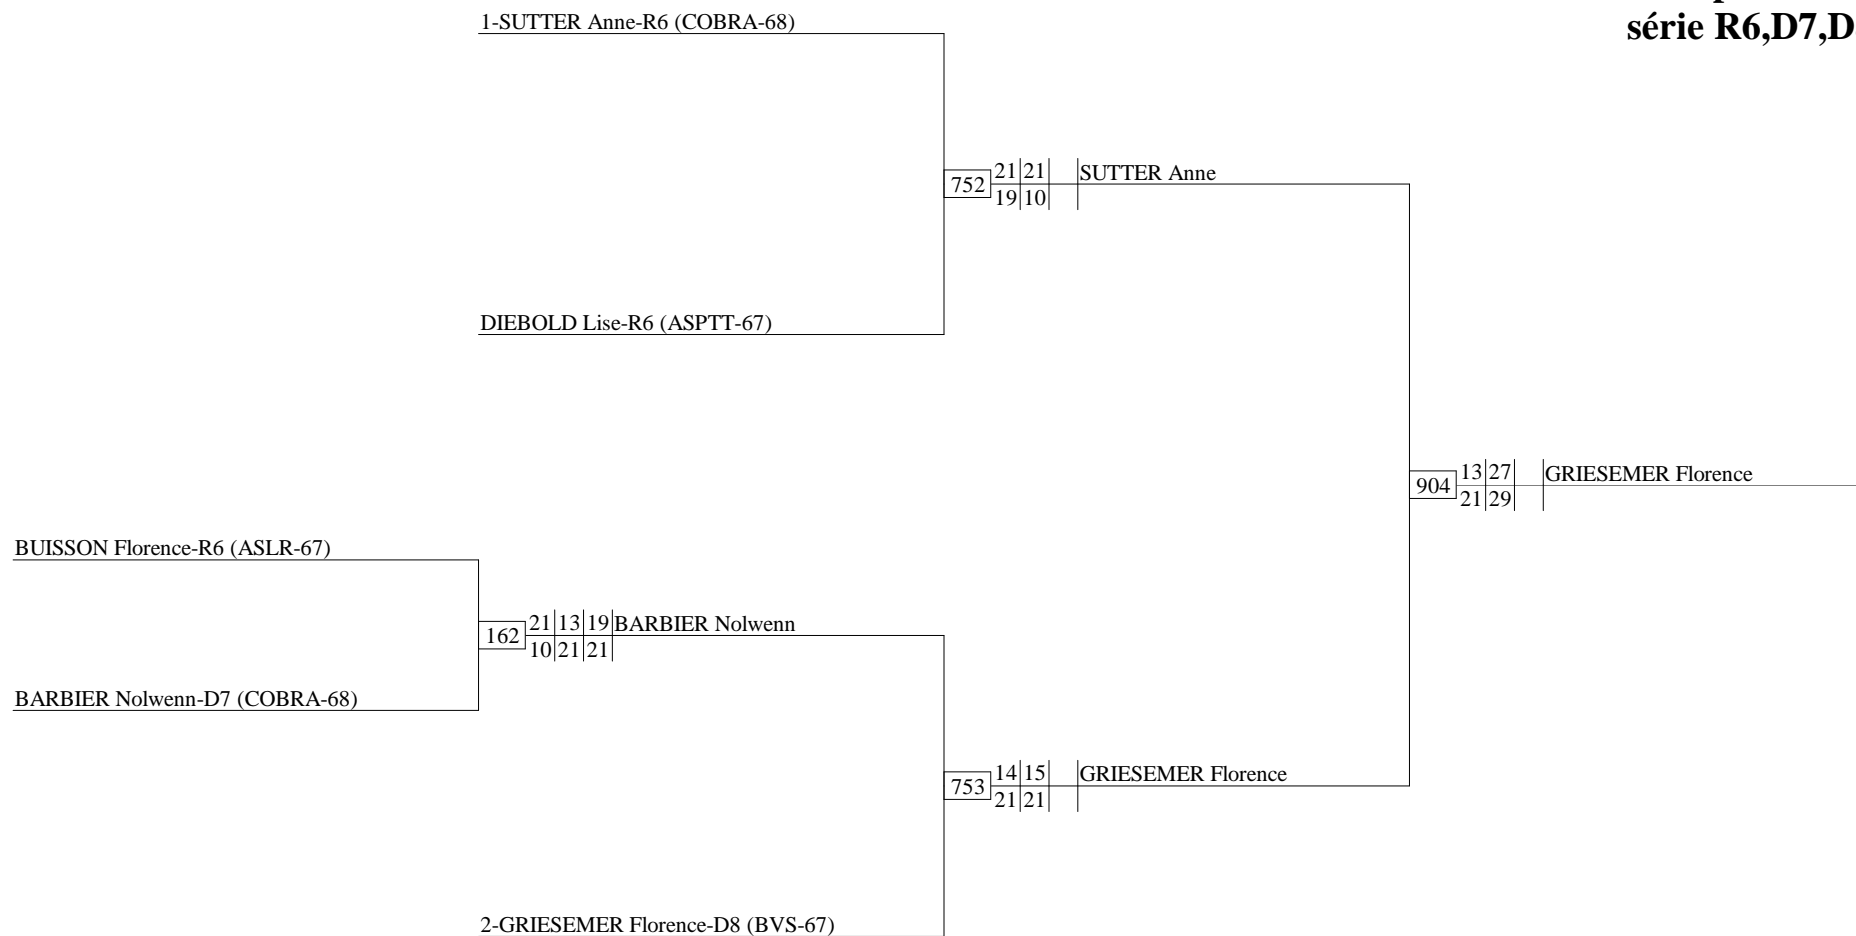 série R6,D7,D
1-SUTTER Anne-R6 (COBRA-68)
752 21 21 SUTTER Anne
19 10
DIEBOLD Lise-R6 (ASPTT-67)
904 13 27 GRIESEMER Florence
21 29
BUISSON Florence-R6 (ASLR-67)
162 21 13 19 BARBIER Nolwenn
10 21 21
BARBIER Nolwenn-D7 (COBRA-68)
753 14 15 GRIESEMER Florence
21 21
2-GRIESEMER Florence-D8 (BVS-67)